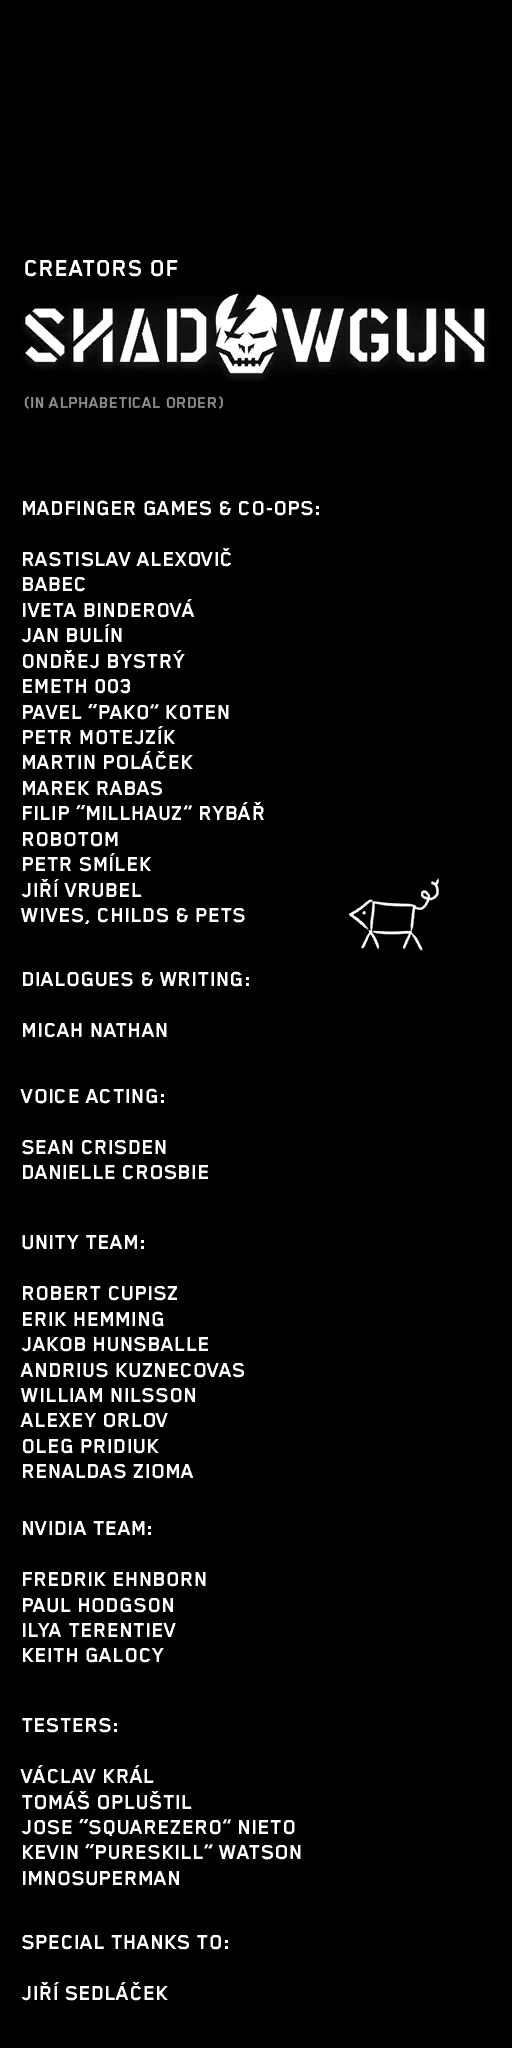 CREATORS OF
SHADOWGUN
(IN ALPHABETICAL ORDER)
MADFINGER GAMES & CO-OPS:
RASTISLAV ALEXOVIČ
BABEC
IVETA BINDEROVÁ
JAN BULÍN
ONDŘEJ BYSTRÝ
EMETH 003
PAVEL “PAKO” KOTEN
PETR MOTEJZÍK
MARTIN POLÁČEK
MAREK RABAS
FILIP “MILLHAUZ” RYBÁŘ
ROBOTOM
PETR SMÍLEK
JIŘÍ VRUBEL
WIVES, CHILDS & PETS
DIALOGUES & WRITING:
MICAH NATHAN
VOICE ACTING:
SEAN CRISDEN
DANIELLE CROSBIE
UNITY TEAM:
ROBERT CUPISZ
ERIK HEMMING
JAKOB HUNSBALLE
ANDRIUS KUZNECOVAS
WILLIAM NILSSON
ALEXEY ORLOV
OLEG PRIDIUK
RENALDAS ZIOMA
NVIDIA TEAM:
FREDRIK EHNBORN
PAUL HODGSON
ILYA TERENTIEV
KEITH GALOCY
TESTERS:
VÁCLAV KRÁL
TOMÁŠ OPLUŠTIL
JOSE “SQUAREZERO” NIETO
KEVIN “PURESKILL” WATSON
IMNOSUPERMAN
SPECIAL THANKS TO:
JIŘÍ SEDLÁČEK